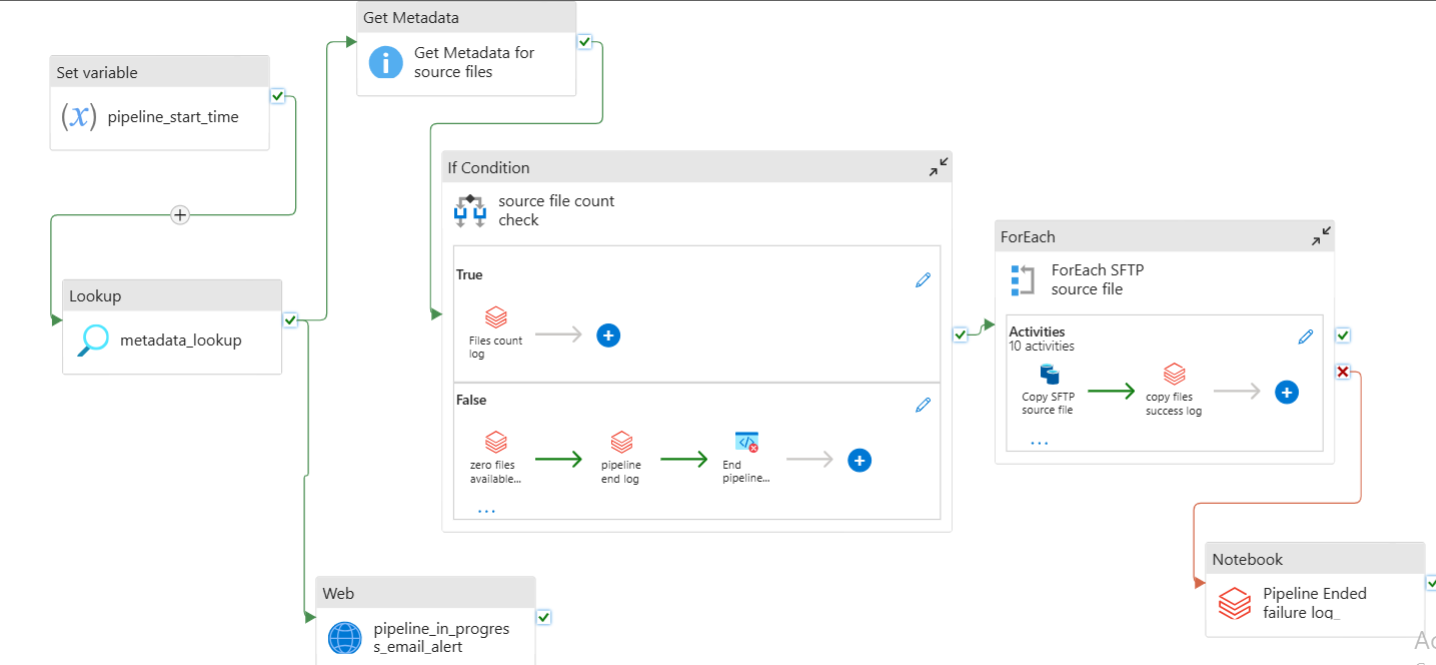 Get Metadata
Get Metadata for
source files
Set variable
(x) pipeline_start_time
Lookup
metadata_lookup
If Condition
source file count
check
True
Files count
log
False
zero files
available...
pipeline
end log
End
pipeline...
...
ForEach
ForEach SFTP
source file
Activities
10 activities
Copy SFTP
source file
copy files
success log
...
Notebook
Pipeline Ended
failure log_
Web
pipeline_in_progres
s_email_alert